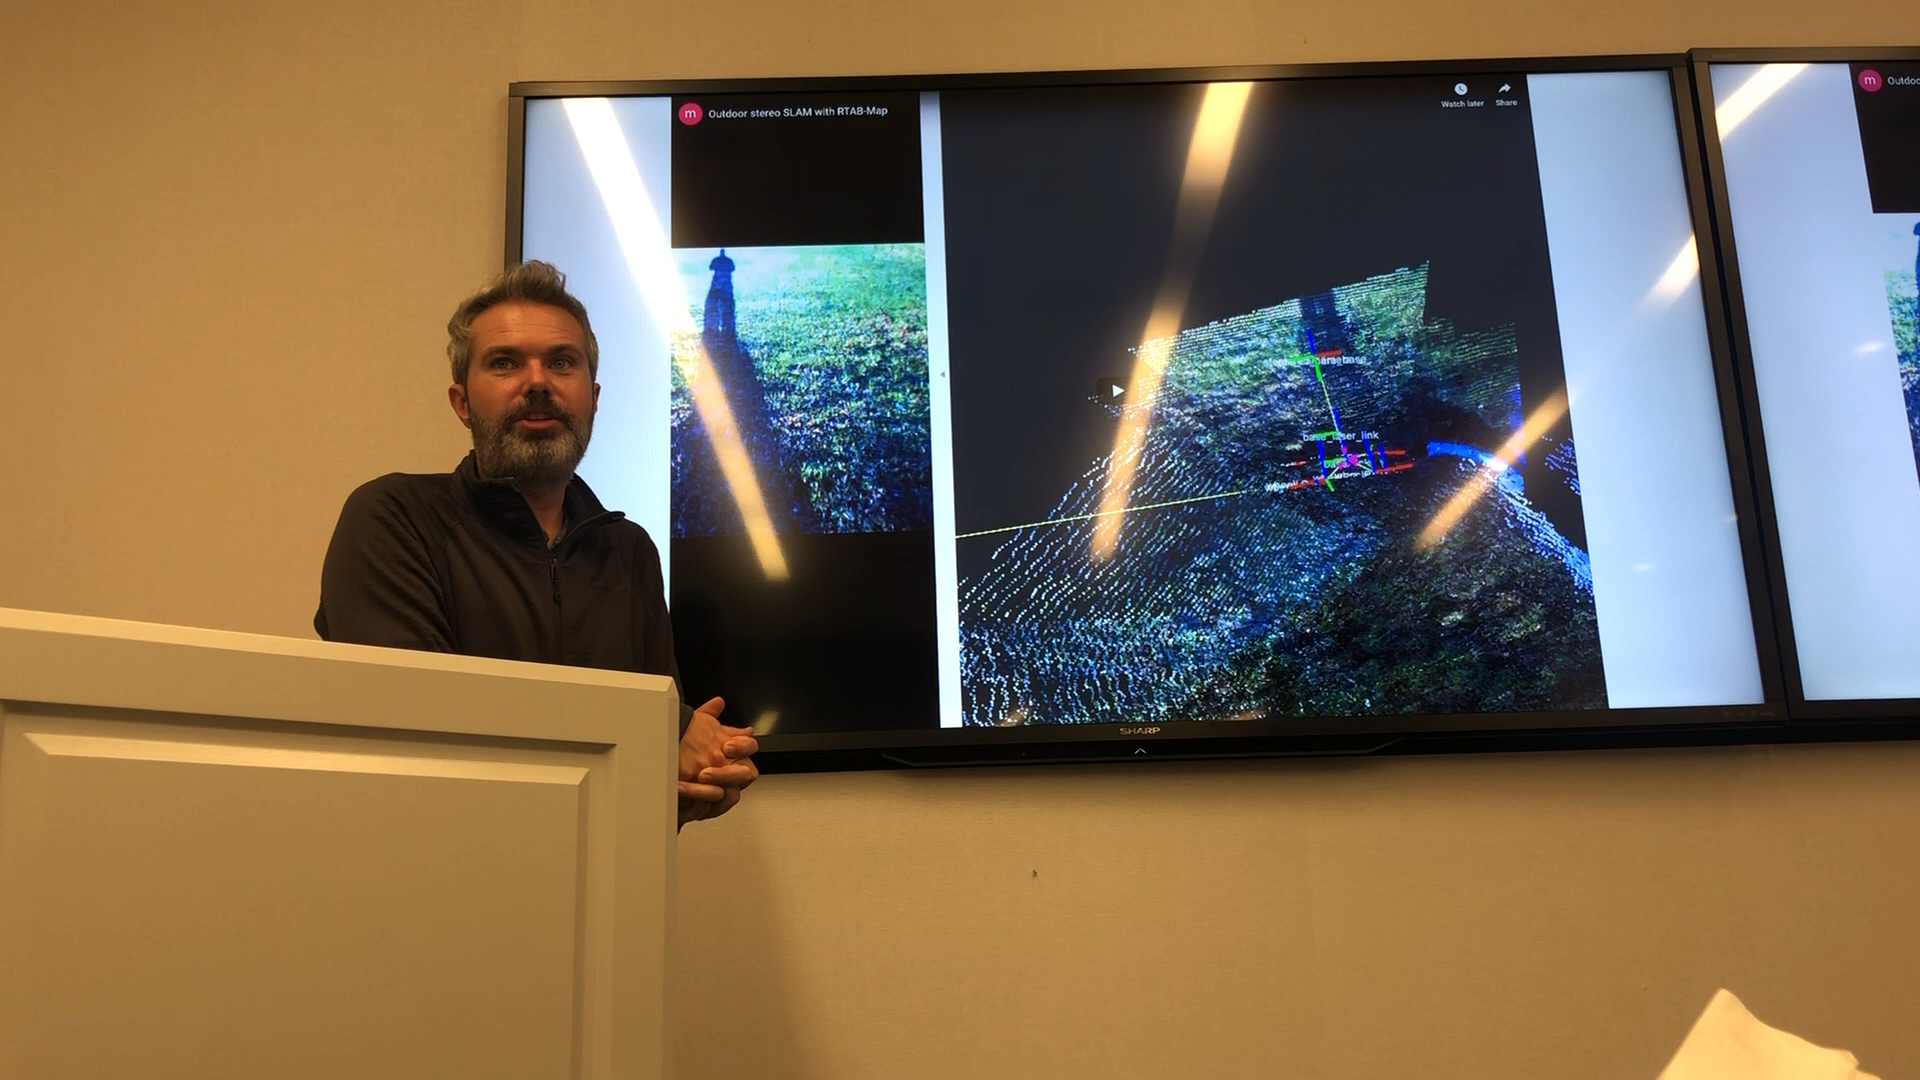 m Outdoor stereo SLAM with RTAB-Map
Watch later
Share
base_laser_link
SHARP
m Outdoo